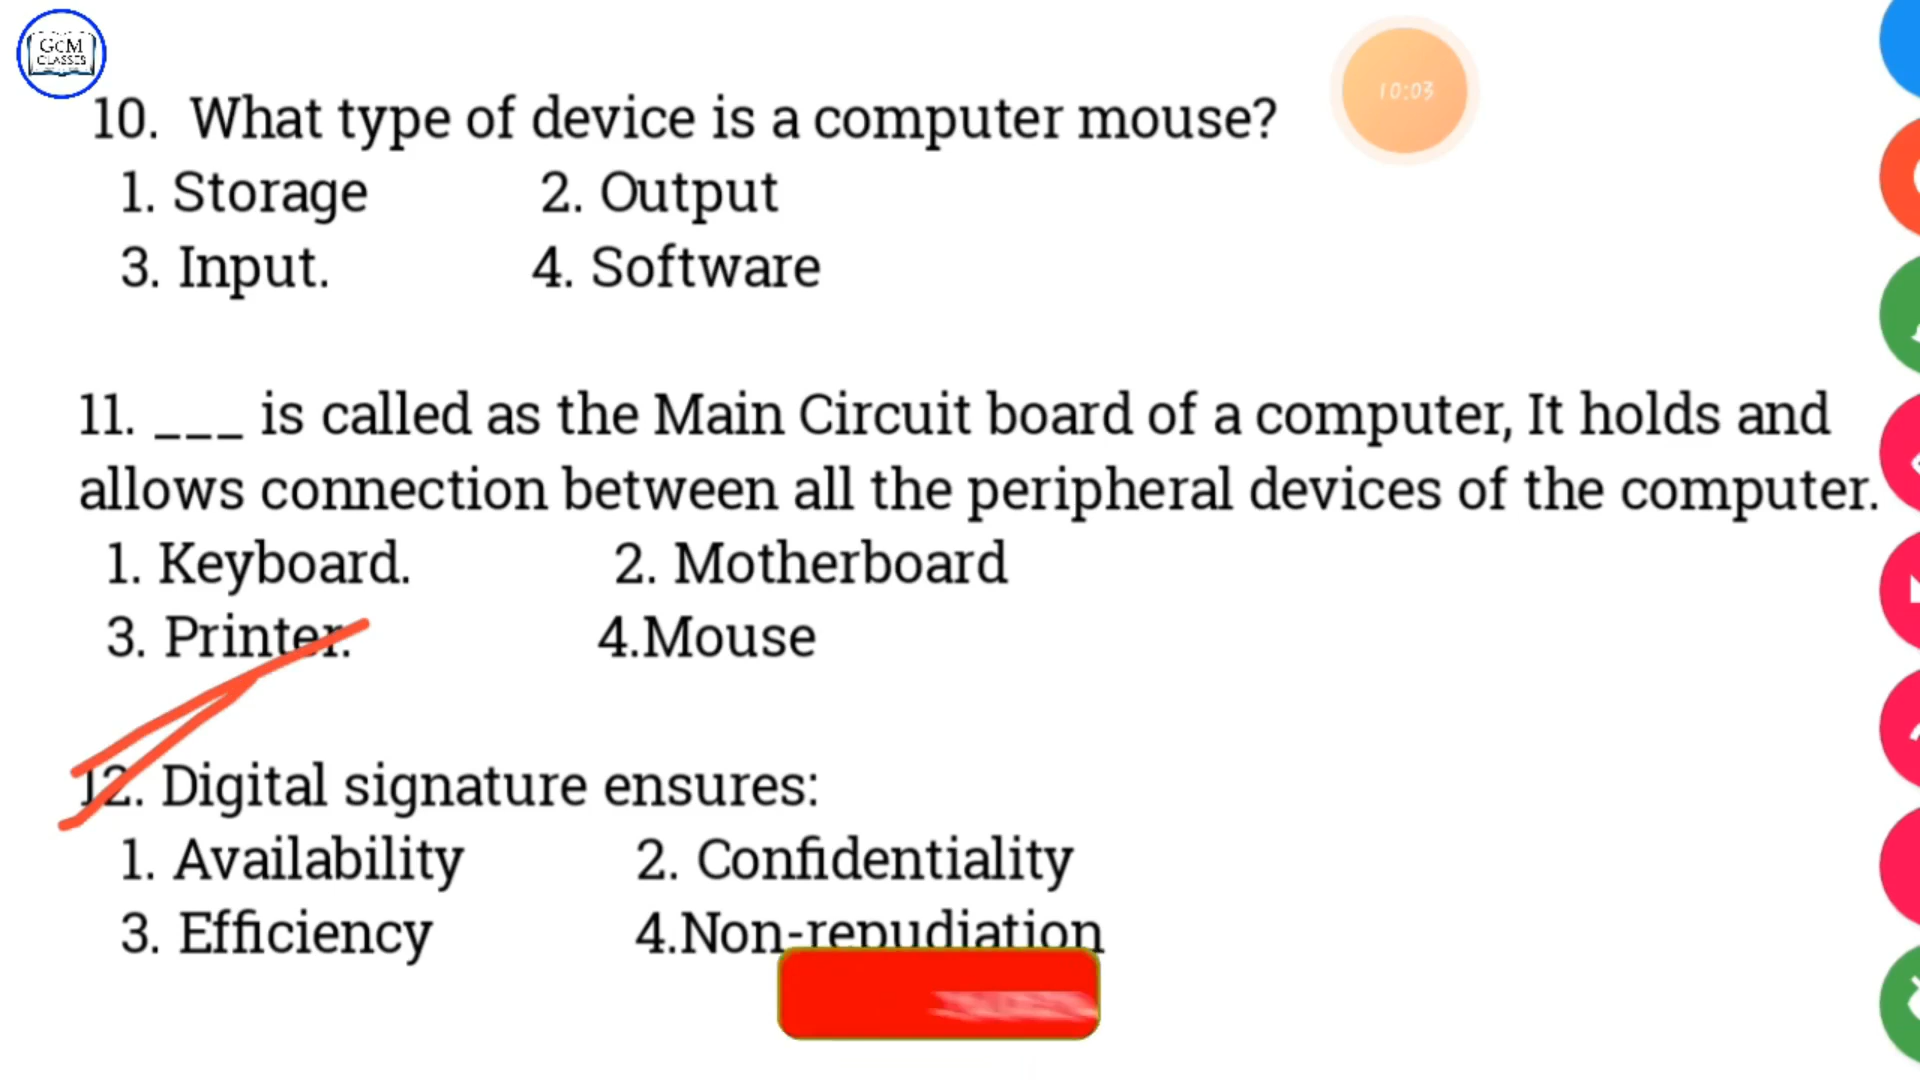 GCM
CLASSES
10:03
10. What type of device is a computer mouse?
1. Storage 2. Output
3. Input. 4. Software
11. ___ is called as the Main Circuit board of a computer, It holds and
allows connection between all the peripheral devices of the computer.
1. Keyboard. 2. Motherboard
3. Printer. 4.Mouse
12. Digital signature ensures:
1. Availability 2. Confidentiality
3. Efficiency 4.Non-repudiation